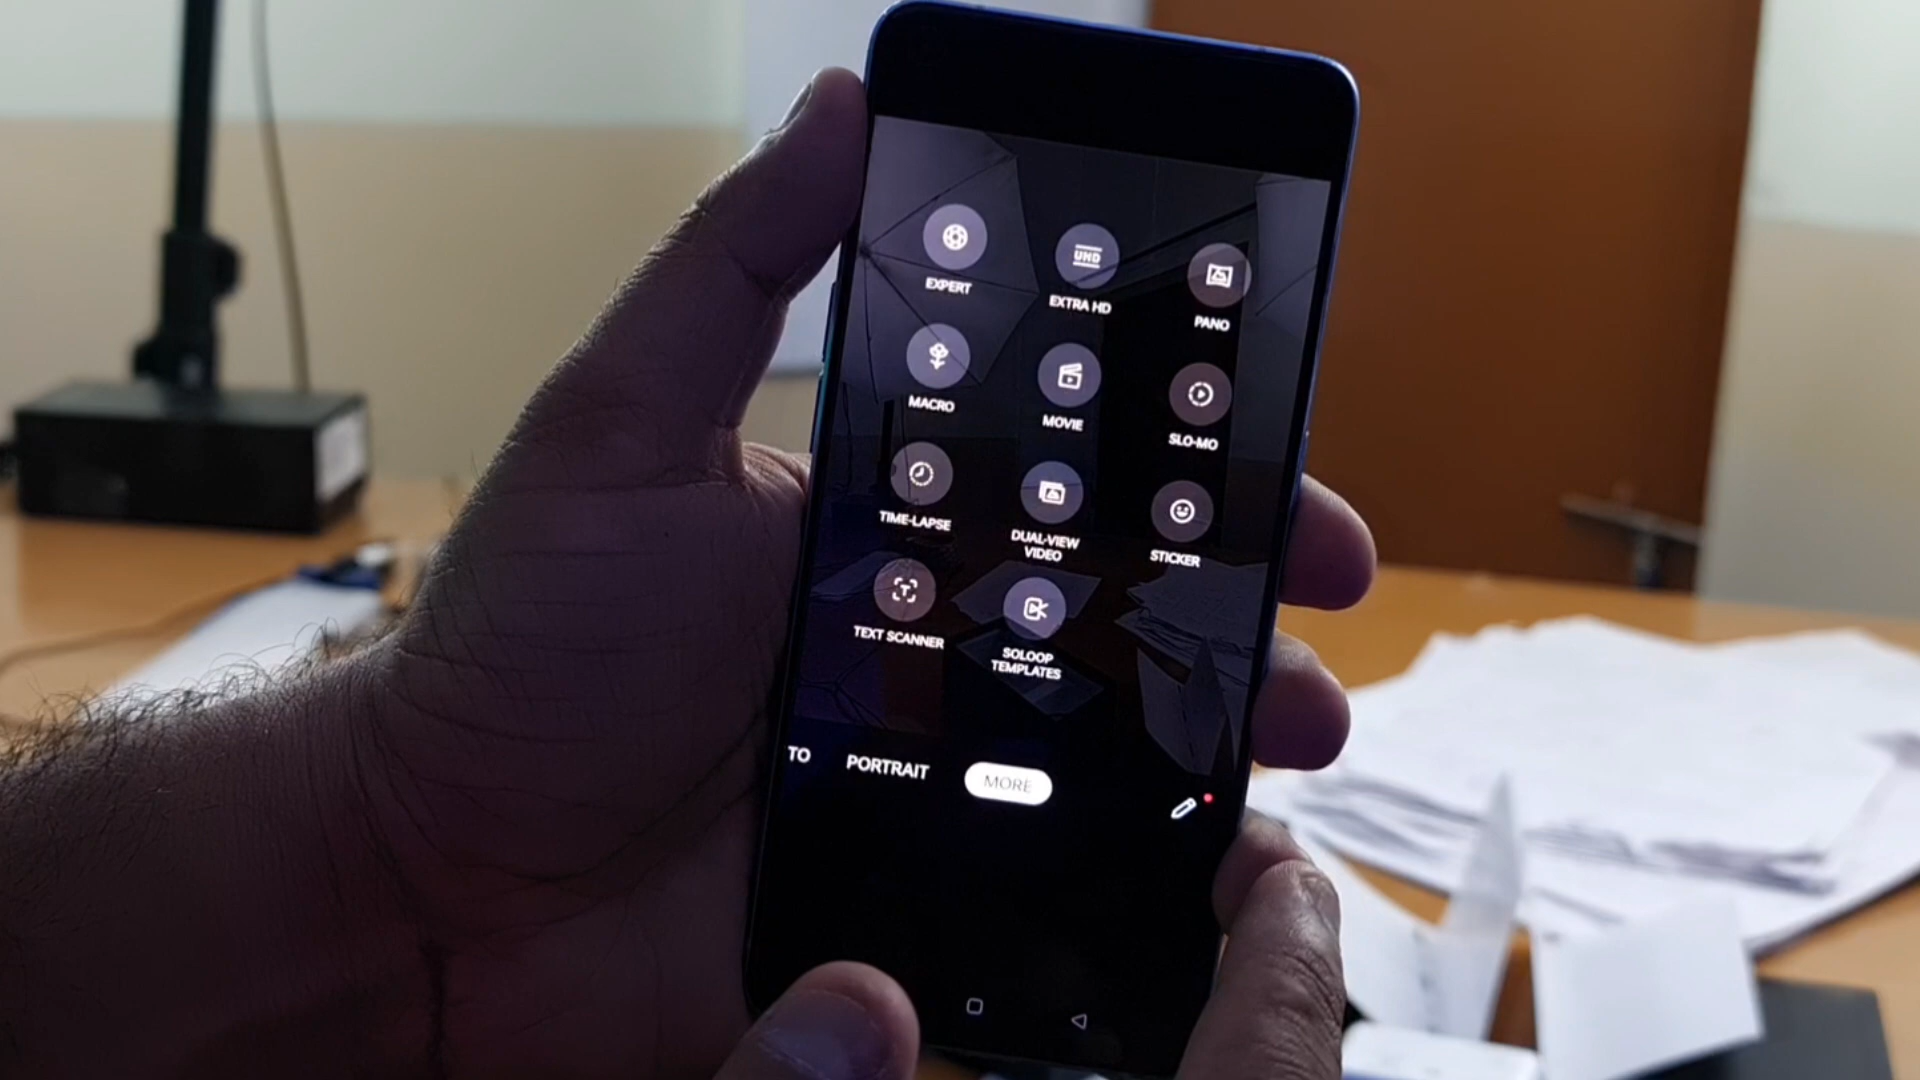 EXPERT
UHD
EXTRA HD
PANO
MACRO
MOVIE
SLO-MO
TIME-LAPSE
DUAL-VIEW
VIDEO
STICKER
T
TEXT SCANNER
SOLOOP
TEMPLATES
TO
PORTRAIT
MORE